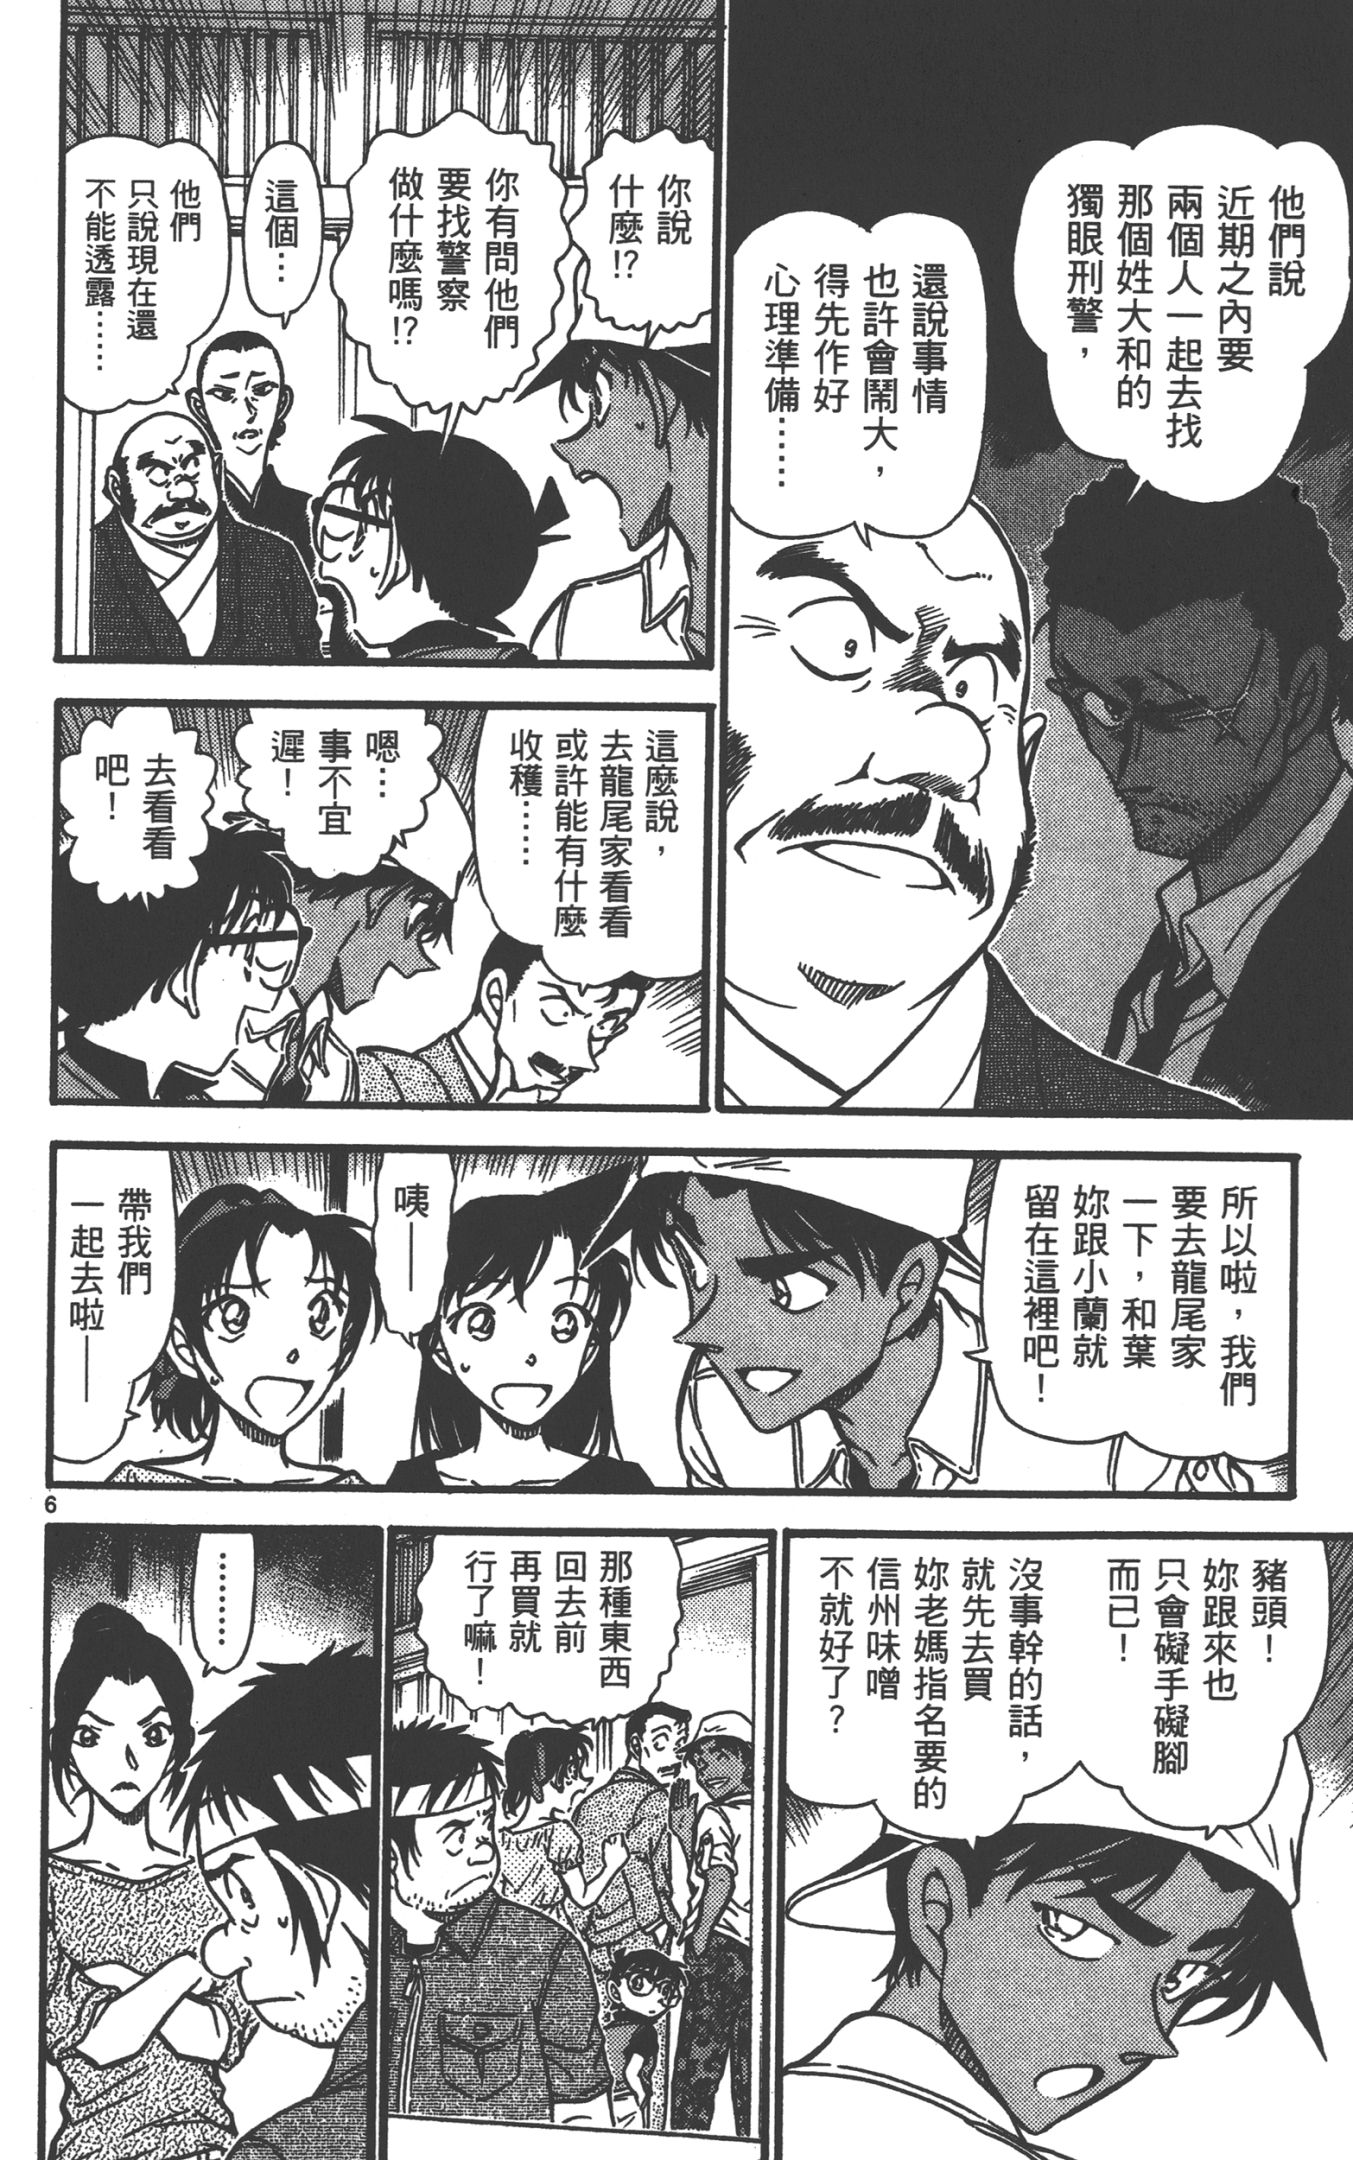 他們說
近期之內要
兩個人一起去找
那個姓大和的
獨眼刑警，
還說事情
也許會鬧大，
得先作好
心理準備……
你說
什麼!?
你有問他們
要找警察
做什麼嗎!?
這個…
他們
只說現在還
不能透露……
這麼說，
去龍尾家看看
或許能有什麼
收穫……
嗯…
事不宜
遲！
去看看
吧！
所以啦，我們
要去龍尾家
一下，和葉
妳跟小蘭就
留在這裡吧！
咦——
帶我們
一起去啦——
豬頭！
妳跟來也
只會礙手礙腳
而已！
沒事幹的話，
就先去買
妳老媽指名要的
信州味噌
不就好了？
那種東西
回去前
再買就
行了嘛！
……
6